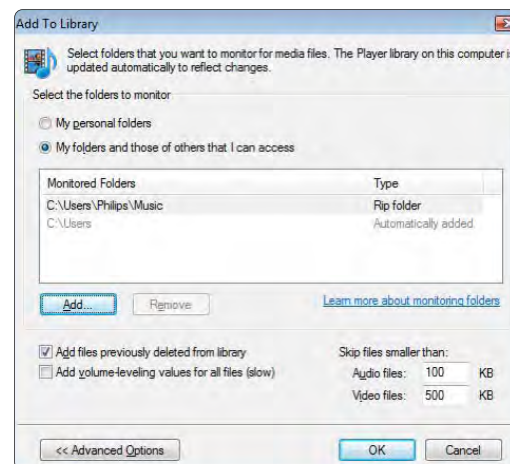 Add To Library
Select folders that you want to monitor for media files. The Player library on this computer
updated automatically to reflect changes.
Select the folders to monitor
My personal folders
My folders and those of others that I can access
Monitored Folders Type
C:\Users\Philips\Music Rip folder
C:\Users Automatically added
Add... Remove Learn more about monitoring folders
Add files previously deleted from library Skip files smaller than:
Add volume-leveling values for all files (slow) Audio files: 100 KB
Video files: 500 KB
<< Advanced Options OK Cancel